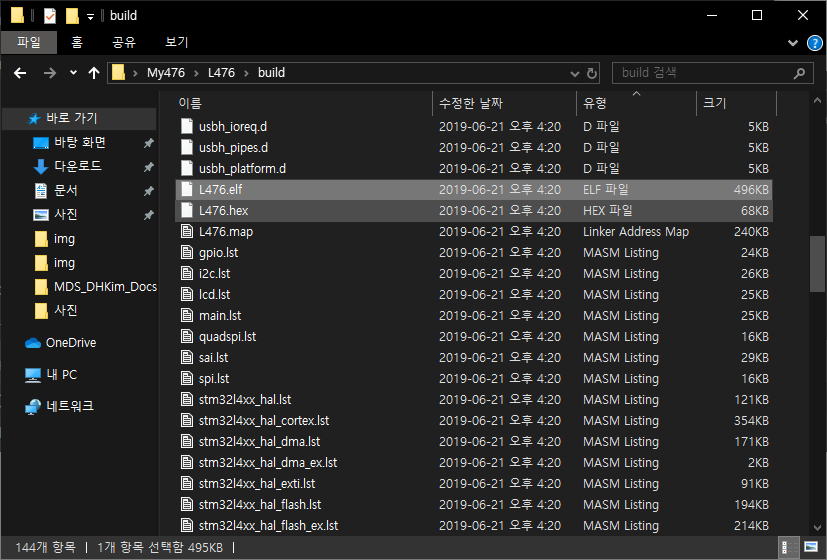 build
파일 홈 공유 보기
My476 > L476 > build
build 검색
바로 가기
바탕 화면
다운로드
문서
사진
img
img
MDS_DHKim_Docs
사진
OneDrive
내 PC
네트워크
이름 수정한 날짜 유형 크기
usbh_ioreq.d 2019-06-21 오후 4:20 D 파일 5KB
usbh_pipes.d 2019-06-21 오후 4:20 D 파일 5KB
usbh_platform.d 2019-06-21 오후 4:20 D 파일 5KB
L476.elf 2019-06-21 오후 4:20 ELF 파일 496KB
L476.hex 2019-06-21 오후 4:20 HEX 파일 68KB
L476.map 2019-06-21 오후 4:20 Linker Address Map 240KB
gpio.lst 2019-06-21 오후 4:20 MASM Listing 24KB
i2c.lst 2019-06-21 오후 4:20 MASM Listing 26KB
lcd.lst 2019-06-21 오후 4:20 MASM Listing 25KB
main.lst 2019-06-21 오후 4:20 MASM Listing 25KB
quadspi.lst 2019-06-21 오후 4:20 MASM Listing 16KB
sai.lst 2019-06-21 오후 4:20 MASM Listing 29KB
spi.lst 2019-06-21 오후 4:20 MASM Listing 16KB
stm32l4xx_hal.lst 2019-06-21 오후 4:20 MASM Listing 121KB
stm32l4xx_hal_cortex.lst 2019-06-21 오후 4:20 MASM Listing 354KB
stm32l4xx_hal_dma.lst 2019-06-21 오후 4:20 MASM Listing 171KB
stm32l4xx_hal_dma_ex.lst 2019-06-21 오후 4:20 MASM Listing 2KB
stm32l4xx_hal_exti.lst 2019-06-21 오후 4:20 MASM Listing 91KB
stm32l4xx_hal_flash.lst 2019-06-21 오후 4:20 MASM Listing 194KB
stm32l4xx_hal_flash_ex.lst 2019-06-21 오후 4:20 MASM Listing 214KB
144개 항목 | 1개 항목 선택함 495KB |